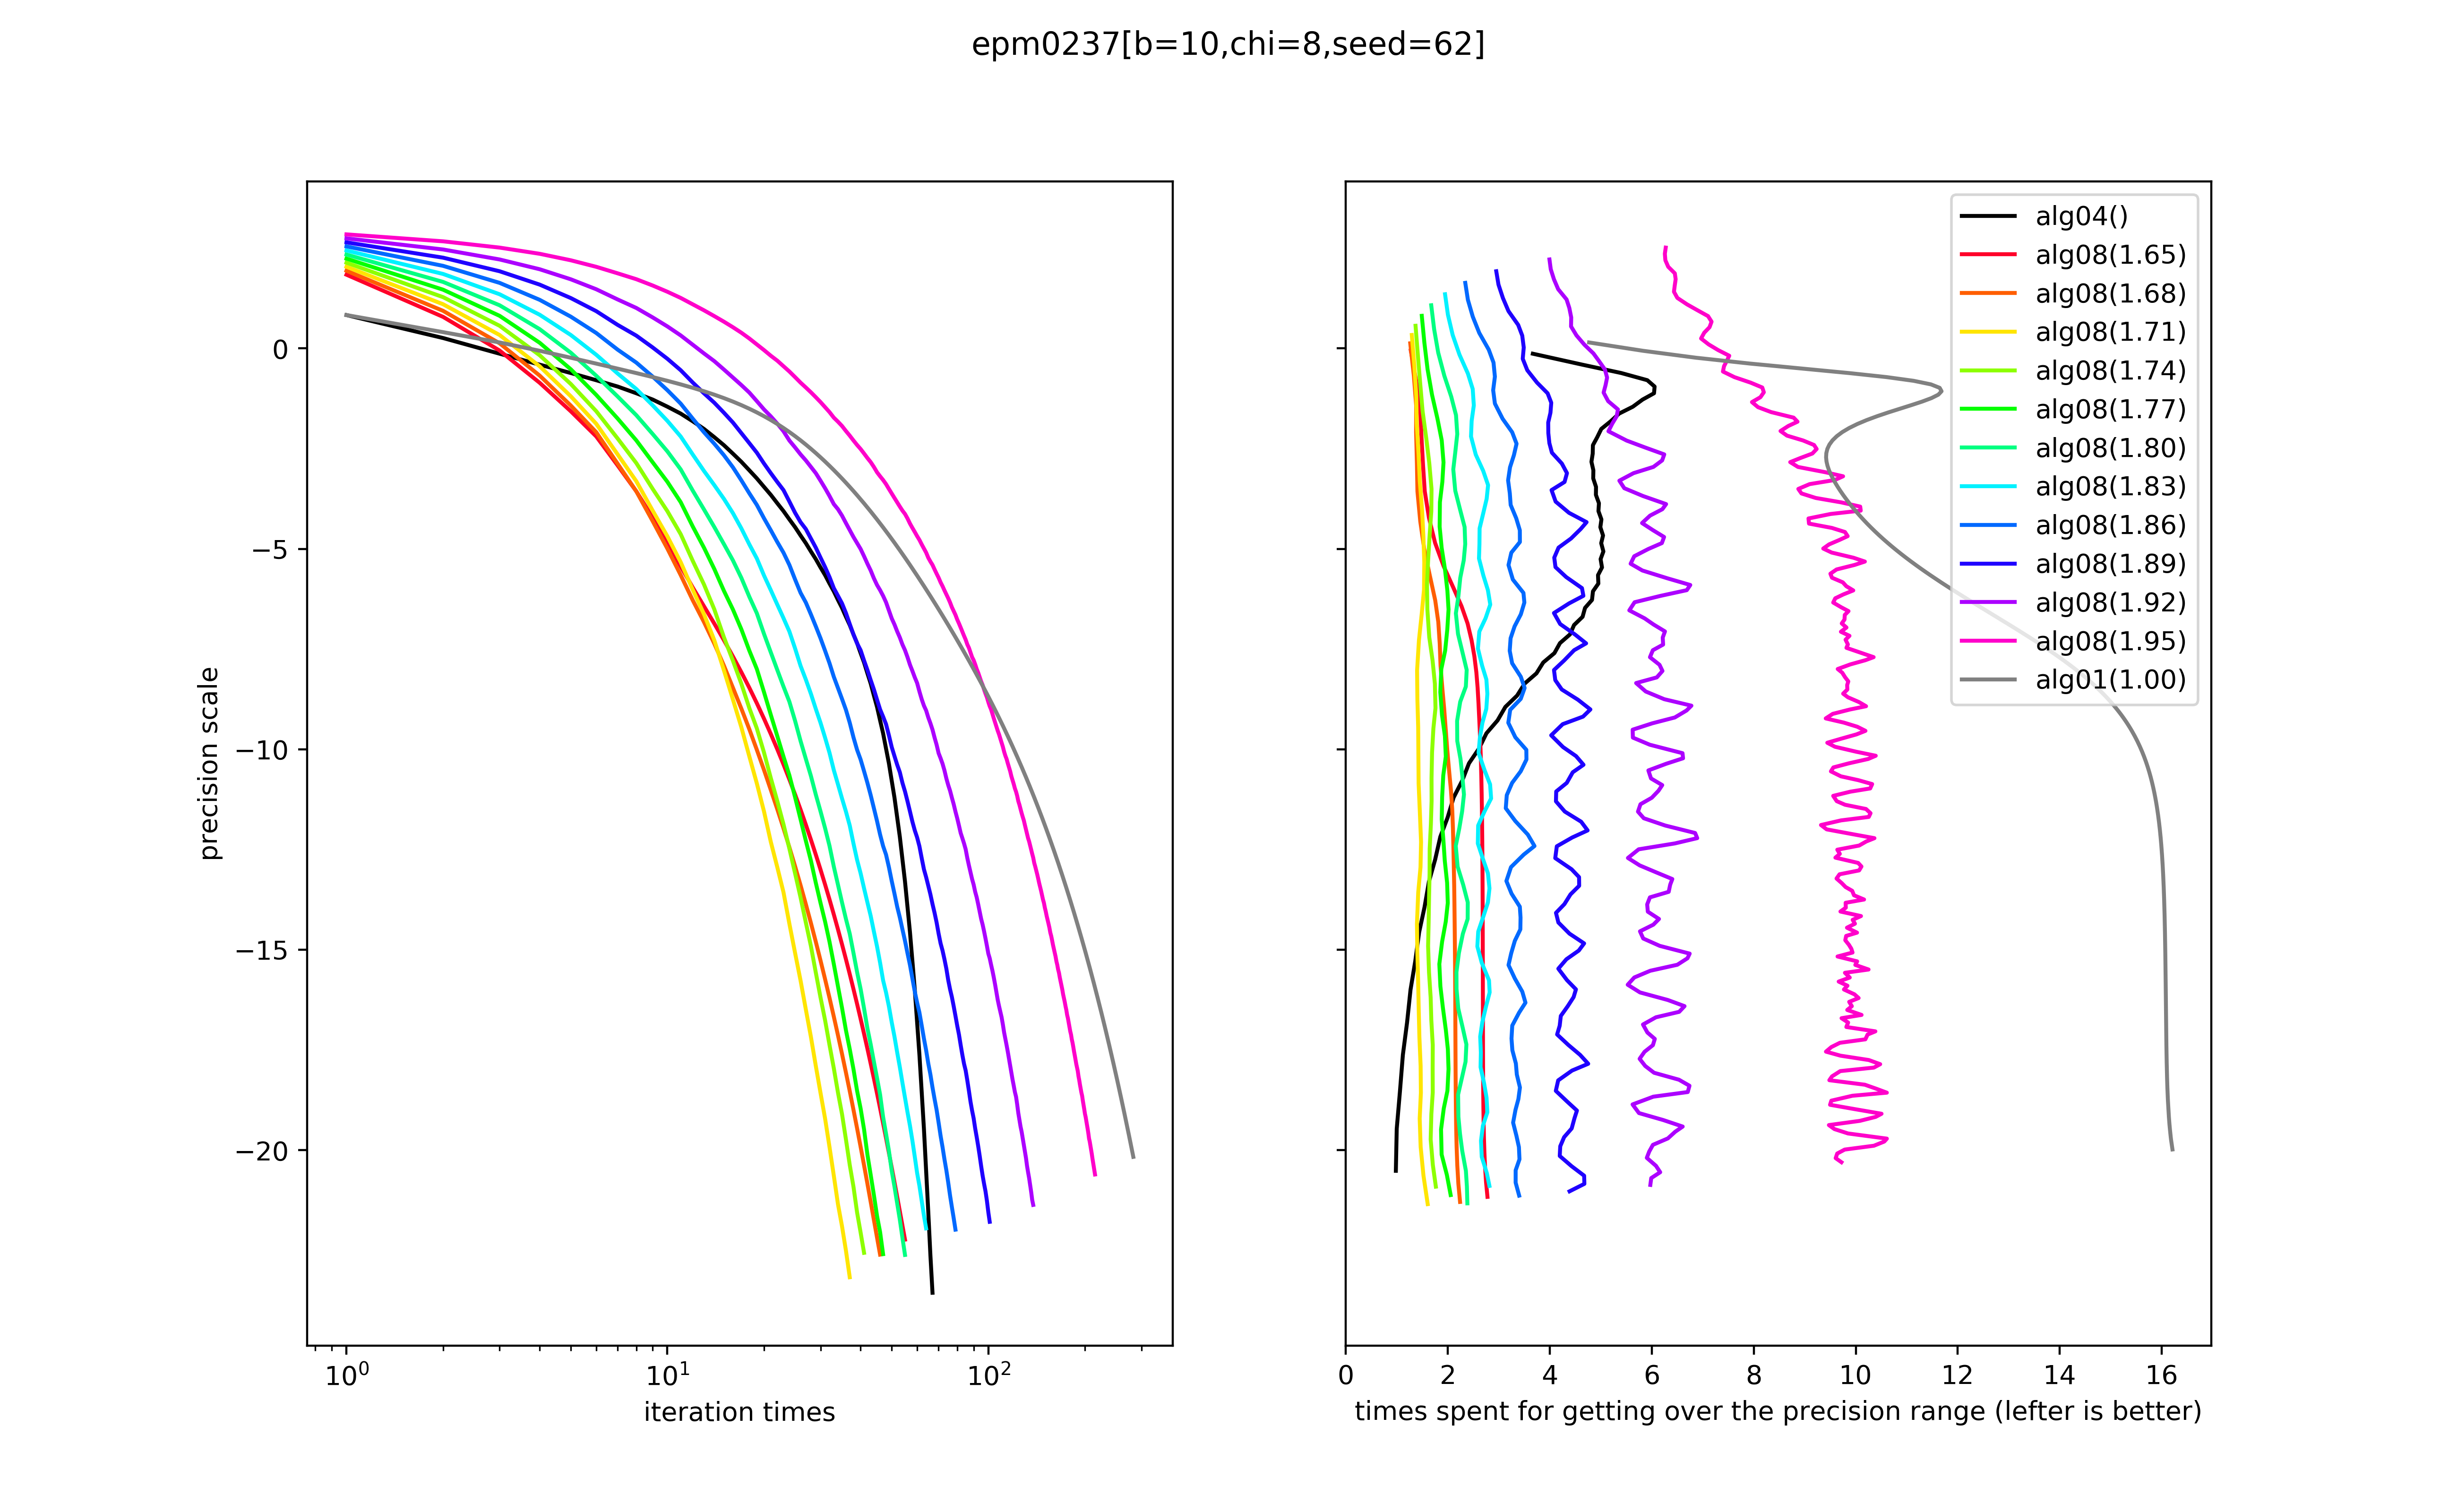 epm0237[b=10,chi=8,seed=62]
precision scale
0
−5
−10
−15
−20
10⁰
10¹
10²
iteration times
alg04()
alg08(1.65)
alg08(1.68)
alg08(1.71)
alg08(1.74)
alg08(1.77)
alg08(1.80)
alg08(1.83)
alg08(1.86)
alg08(1.89)
alg08(1.92)
alg08(1.95)
alg01(1.00)
0 2 4 6 8 10 12 14 16
times spent for getting over the precision range (lefter is better)